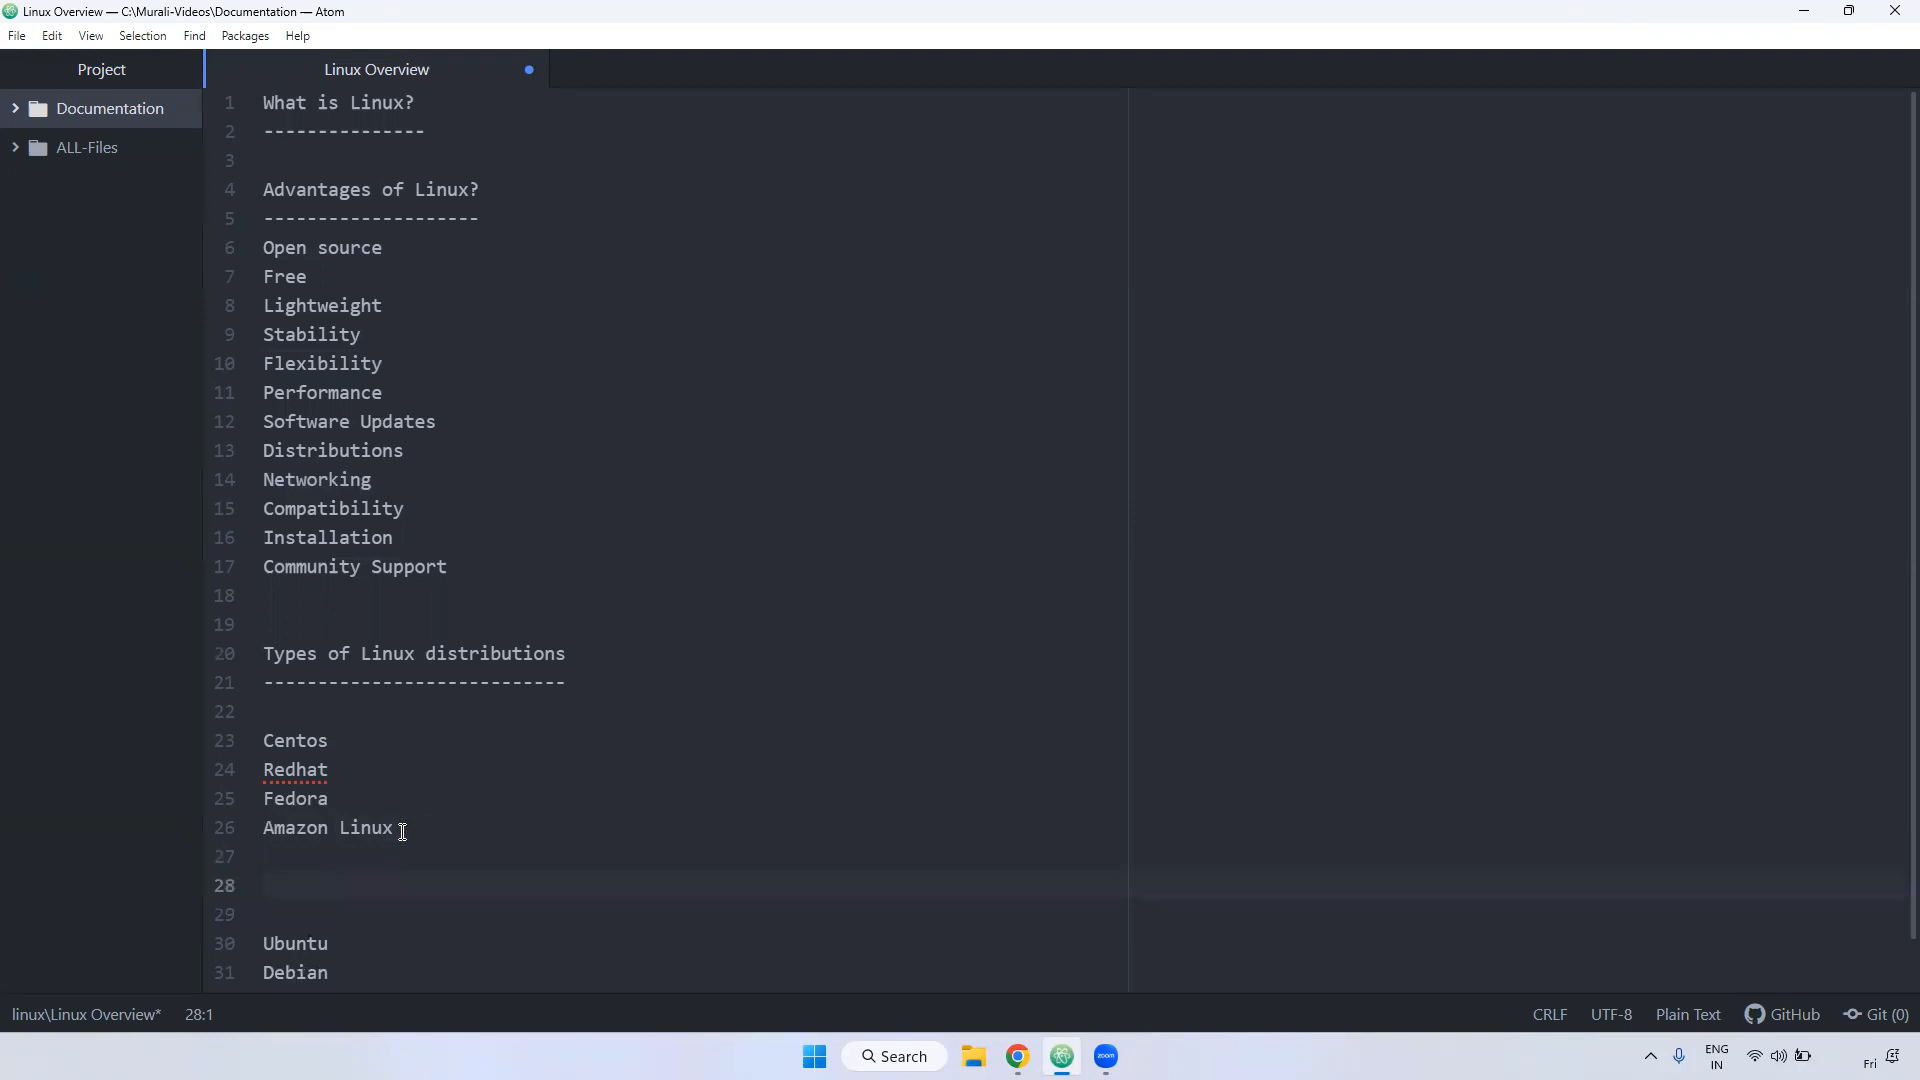 Linux Overview — C:\Murali-Videos\Documentation — Atom
File Edit View Selection Find Packages Help
Project
Linux Overview
Documentation
ALL-Files
1 What is Linux?
2 ---------------
3
4 Advantages of Linux?
5 --------------------
6 Open source
7 Free
8 Lightweight
9 Stability
10 Flexibility
11 Performance
12 Software Updates
13 Distributions
14 Networking
15 Compatibility
16 Installation
17 Community Support
18
19
20 Types of Linux distributions
21 ----------------------------
22
23 Centos
24 Redhat
25 Fedora
26 Amazon Linux
27
28
29
30 Ubuntu
31 Debian
linux\Linux Overview* 28:1 CRLF UTF-8 Plain Text GitHub Git (0)
Search zoom ENG IN Fri